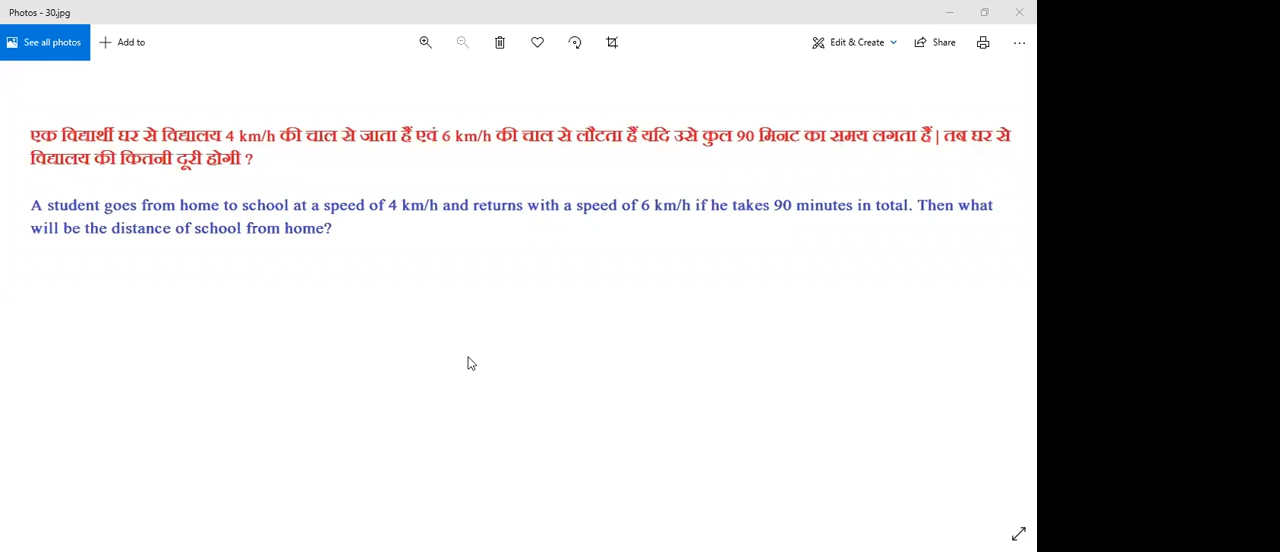 Photos - 30.jpg
See all photos
Add to
Edit & Create
Share
एक विद्यार्थी घर से विद्यालय 4 km/h की चाल से जाता हैं एवं 6 km/h की चाल से लौटता हैं यदि उसे कुल 90 मिनट का समय लगता हैं | तब घर से
विद्यालय की कितनी दूरी होगी ?
A student goes from home to school at a speed of 4 km/h and returns with a speed of 6 km/h if he takes 90 minutes in total. Then what
will be the distance of school from home?